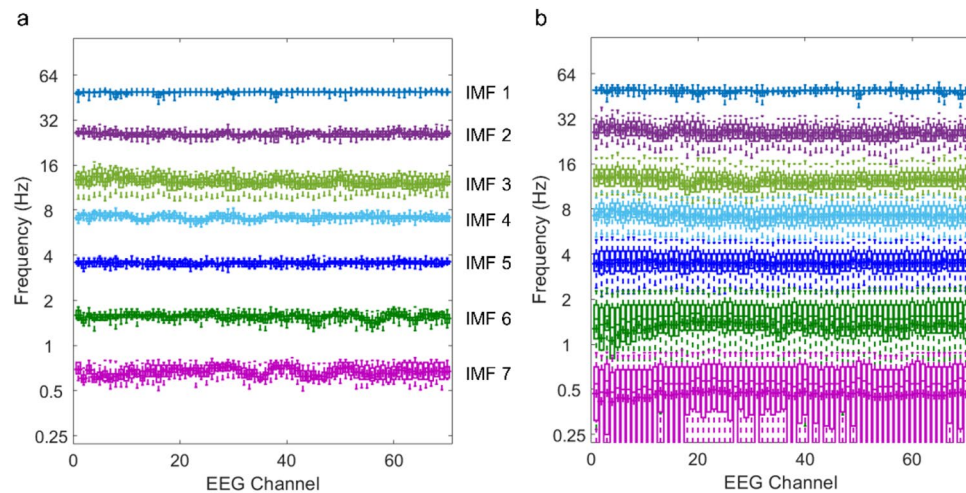 a
64
32
16
8
4
2
1
0.5
0.25
Frequency (Hz)
0 20 40 60
EEG Channel
IMF 1
IMF 2
IMF 3
IMF 4
IMF 5
IMF 6
IMF 7
b
64
32
16
8
4
2
1
0.5
0.25
Frequency (Hz)
0 20 40 60
EEG Channel